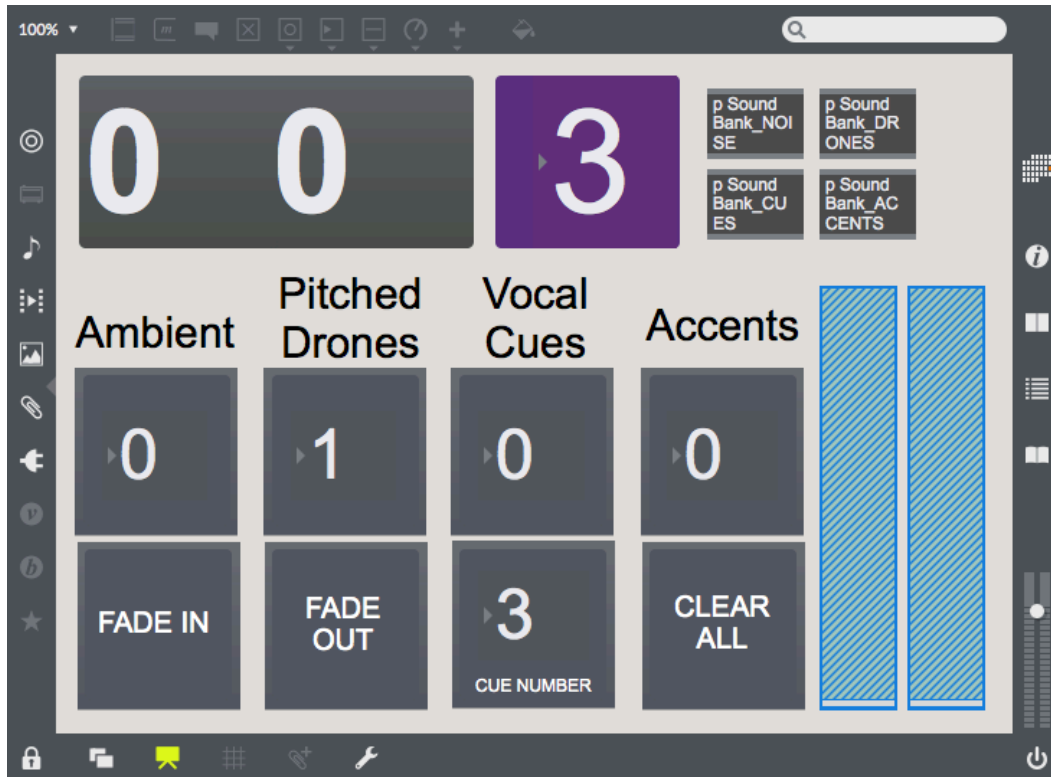 100%
0 0
3
p Sound
Bank_NOI
SE
p Sound
Bank_DR
ONES
p Sound
Bank_CU
ES
p Sound
Bank_AC
CENTS
Ambient
Pitched
Drones
Vocal
Cues
Accents
0
1
0
0
FADE IN
FADE
OUT
3
CUE NUMBER
CLEAR
ALL